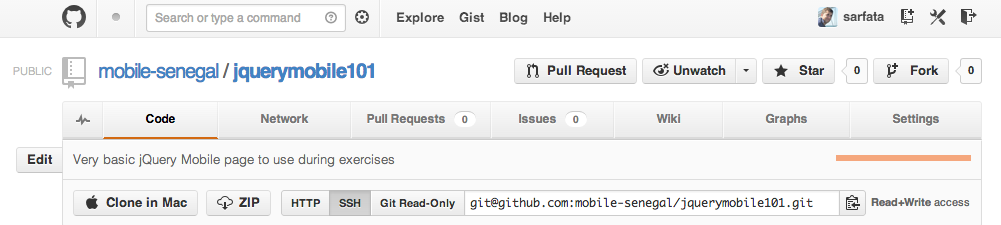 Search or type a command Explore Gist Blog Help sarfata
PUBLIC mobile-senegal / jquerymobile101 Pull Request Unwatch Star 0 Fork 0
Code Network Pull Requests 0 Issues 0 Wiki Graphs Settings
Edit Very basic jQuery Mobile page to use during exercises
Clone in Mac ZIP HTTP SSH Git Read-Only git@github.com:mobile-senegal/jquerymobile101.git Read+Write access